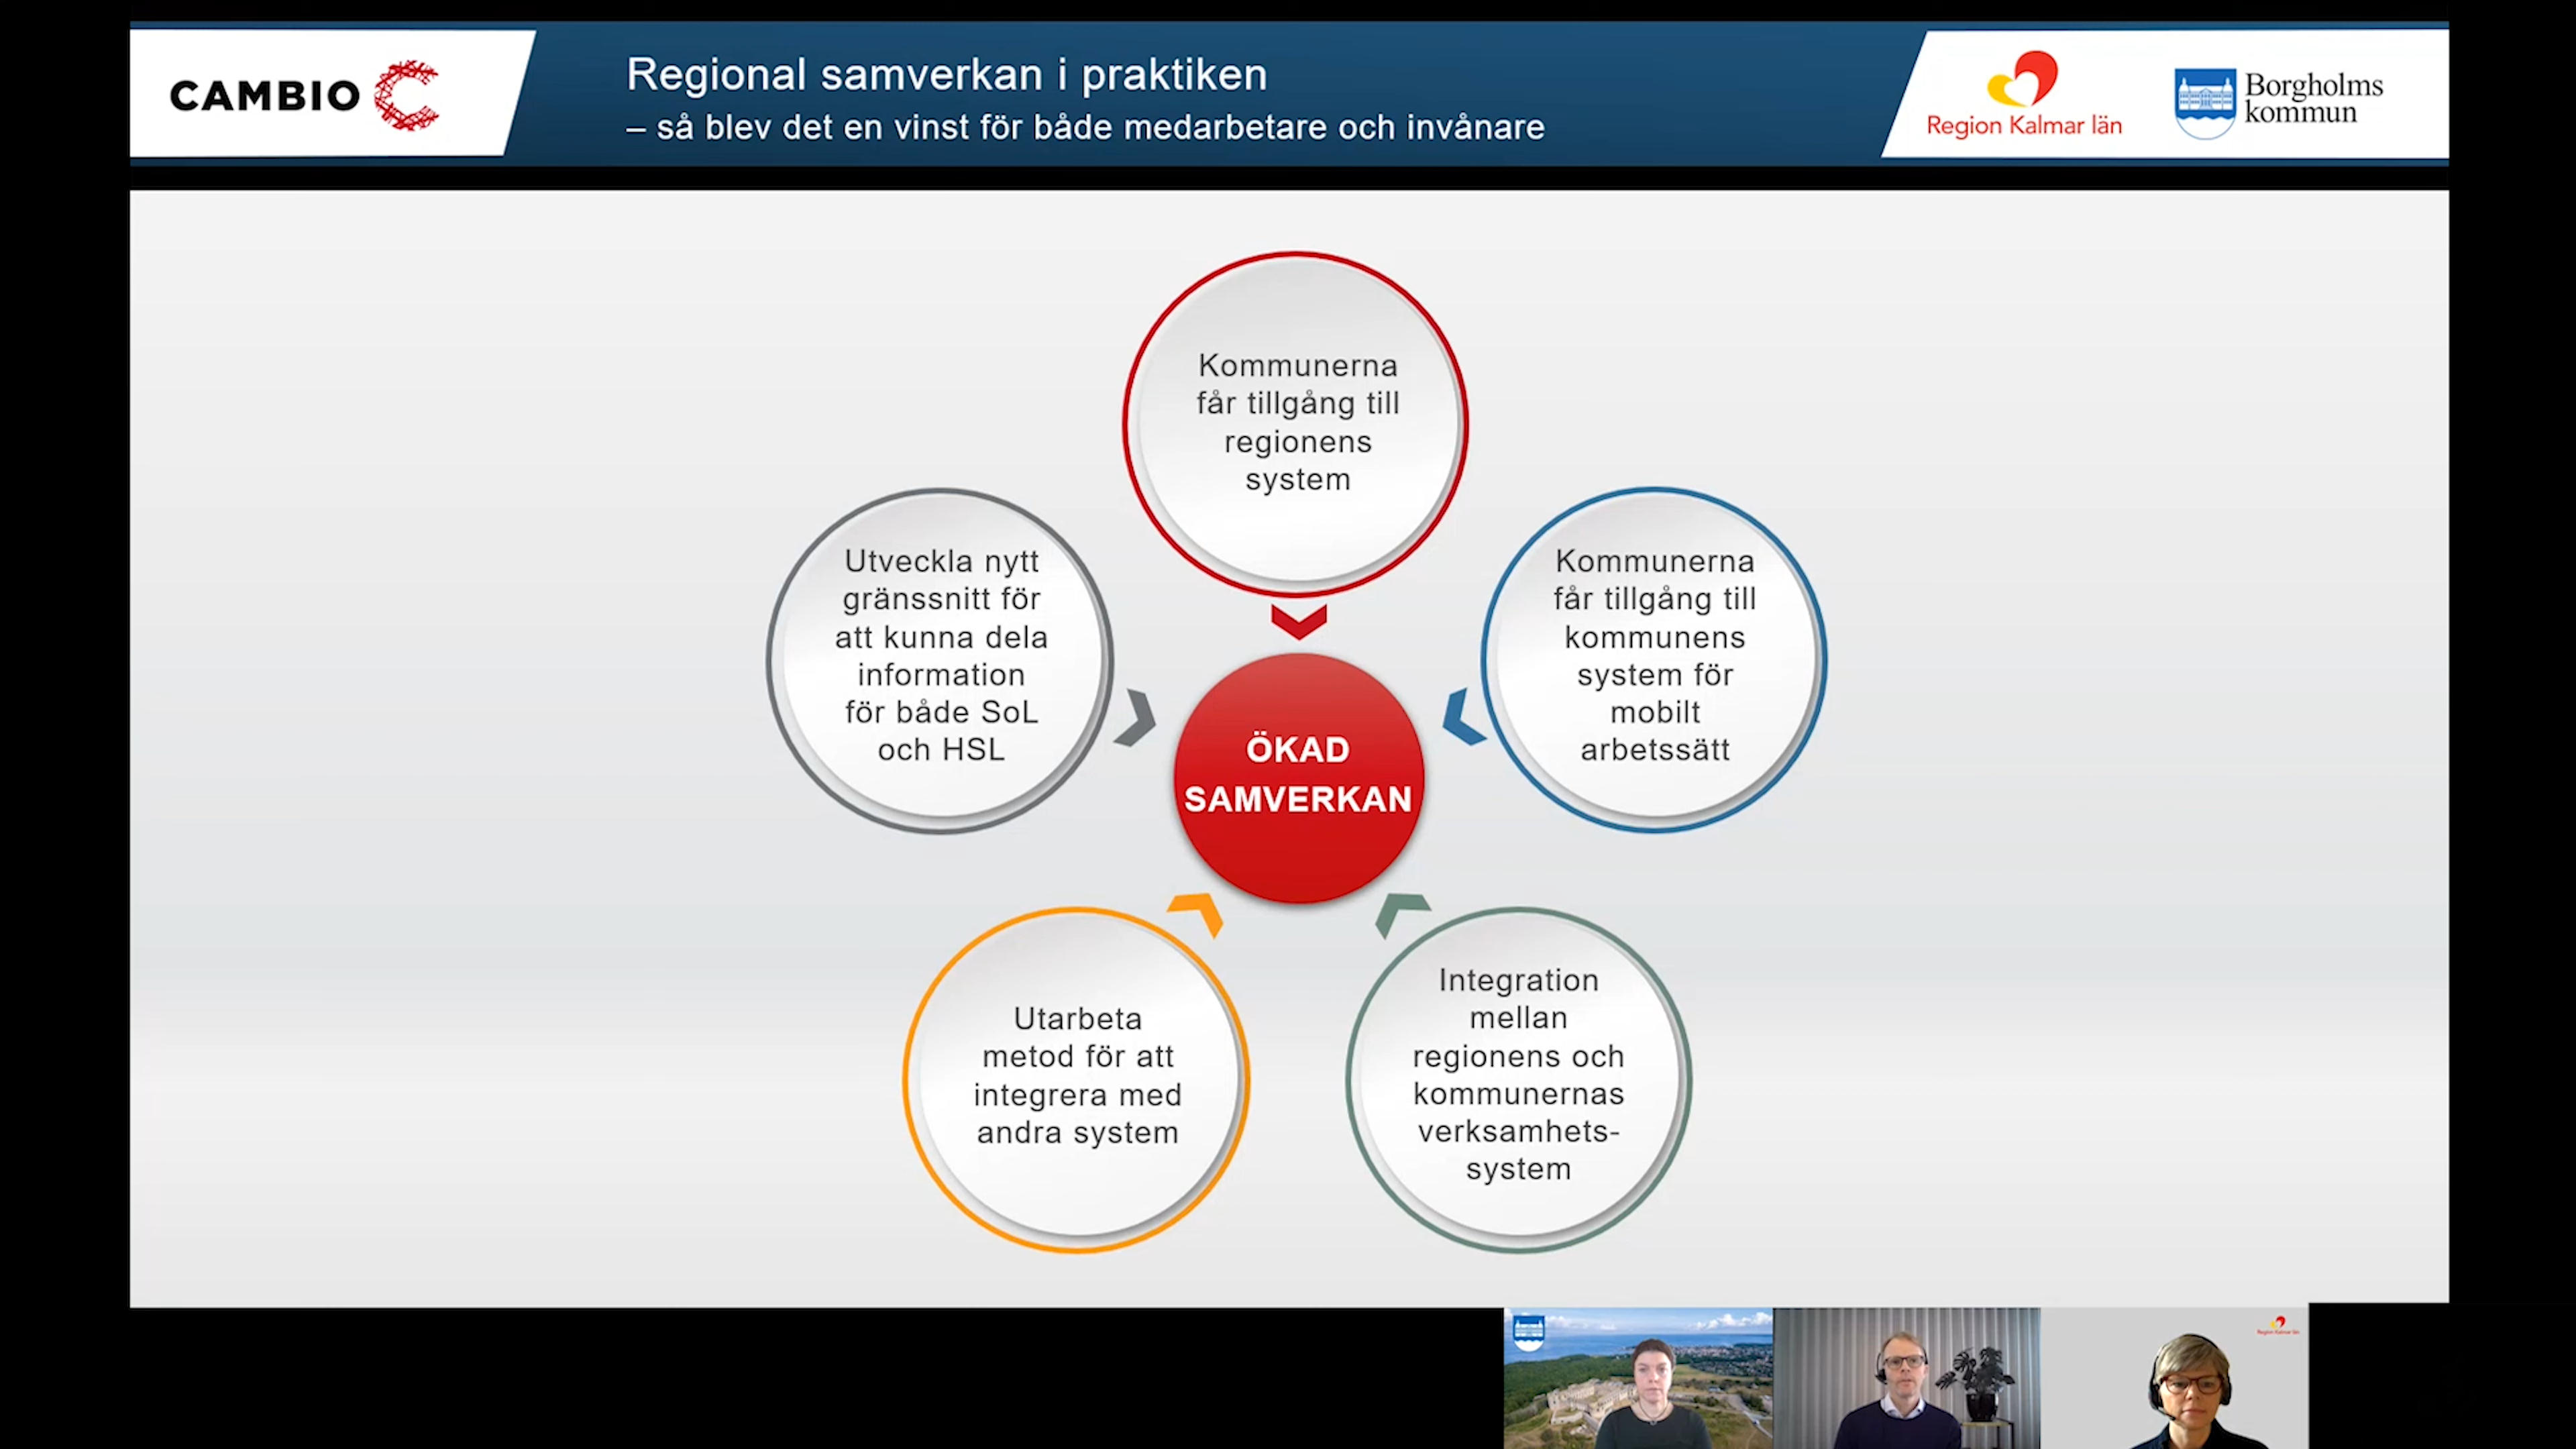 CAMBIO
Regional samverkan i praktiken
– så blev det en vinst för både medarbetare och invånare
Region Kalmar län
Borgholms
kommun
Kommunerna
får tillgång till
regionens
system
Utveckla nytt
gränssnitt för
att kunna dela
information
för både SoL
och HSL
Kommunerna
får tillgång till
kommunens
system för
mobilt
arbetssätt
ÖKAD
SAMVERKAN
Utarbeta
metod för att
integrera med
andra system
Integration
mellan
regionens och
kommunernas
verksamhets-
system
Region Kalmar län